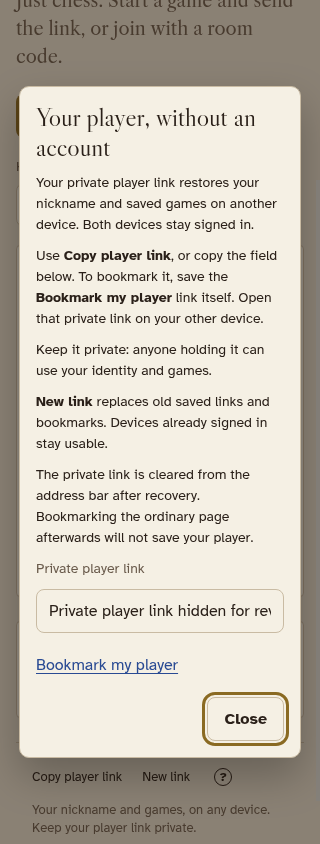 just chess. Start a game and send
the link, or join with a room
code.
Your player, without an
account
Your private player link restores your
nickname and saved games on another
device. Both devices stay signed in.
Use Copy player link, or copy the field
below. To bookmark it, save the
Bookmark my player link itself. Open
that private link on your other device.
Keep it private: anyone holding it can
use your identity and games.
New link replaces old saved links and
bookmarks. Devices already signed in
stay usable.
The private link is cleared from the
address bar after recovery.
Bookmarking the ordinary page
afterwards will not save your player.
Private player link
Private player link hidden for rev
Bookmark my player
Close
Copy player link New link ?
Your nickname and games, on any device.
Keep your player link private.